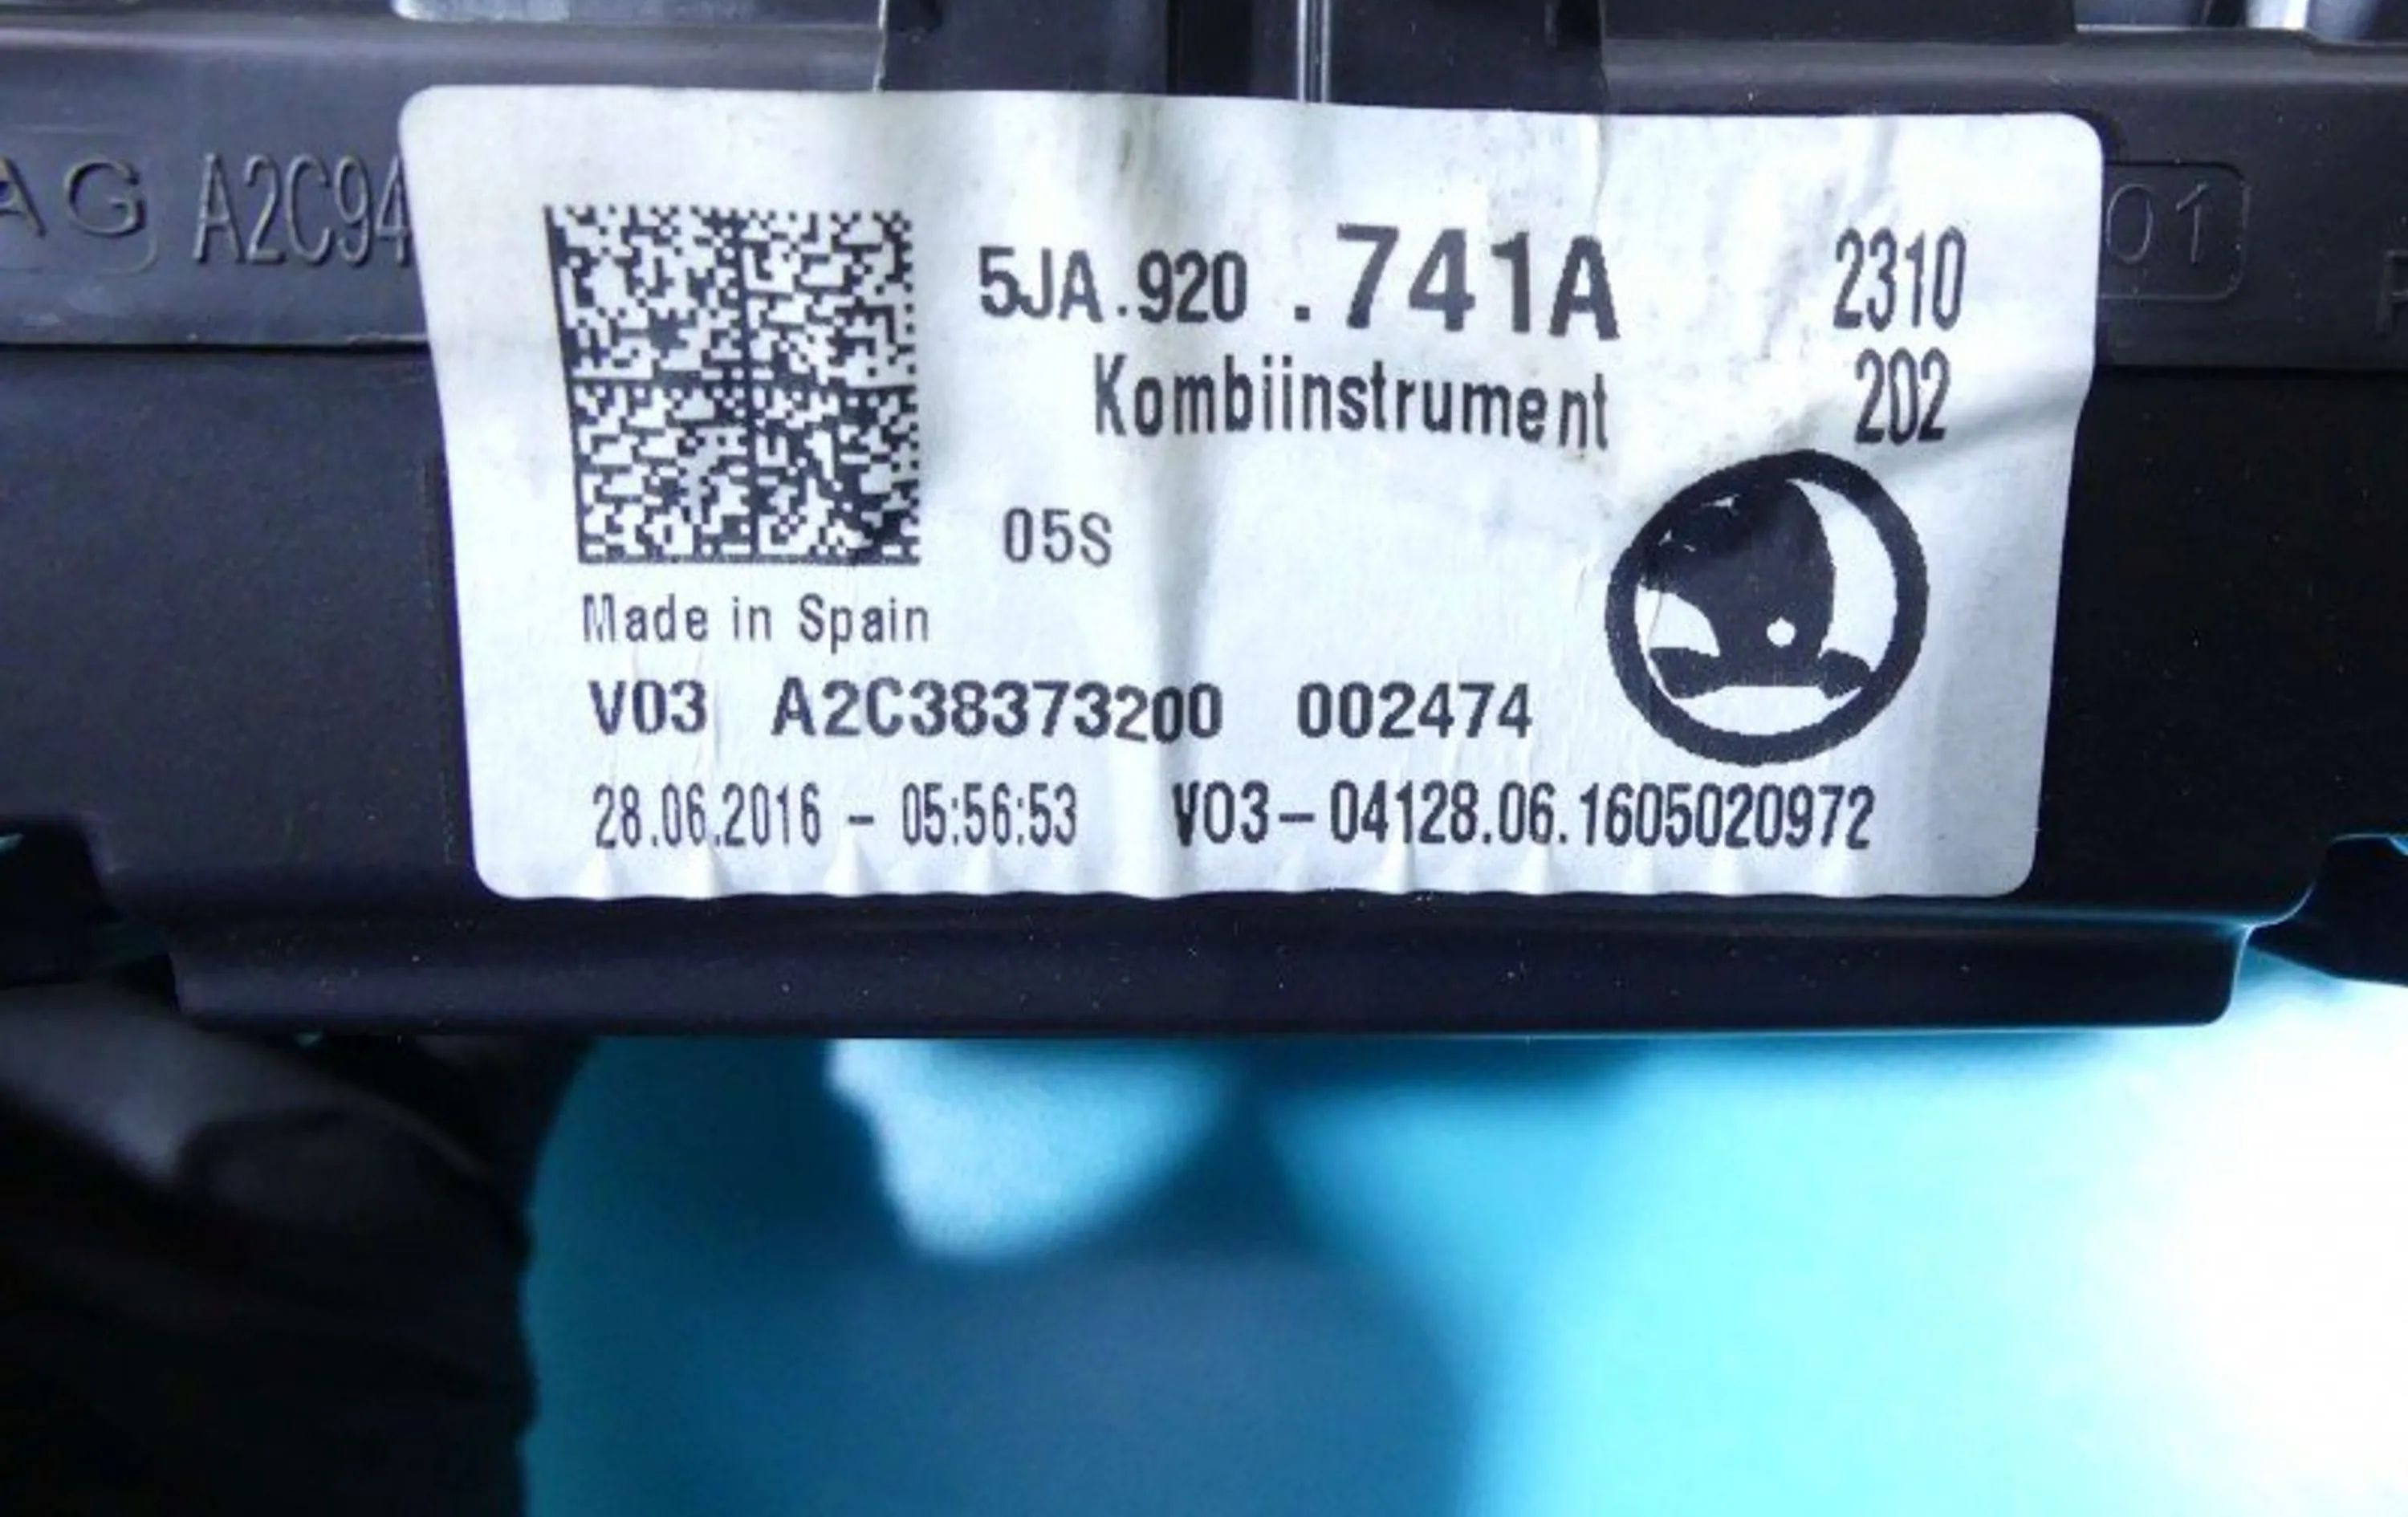 AG A2C94
01
5JA.920 .741A 2310
Kombiinstrument 202
05S
Made in Spain
V03 A2C38373200 002474
28.06.2016 - 05:56:53 V03-04128.06.1605020972